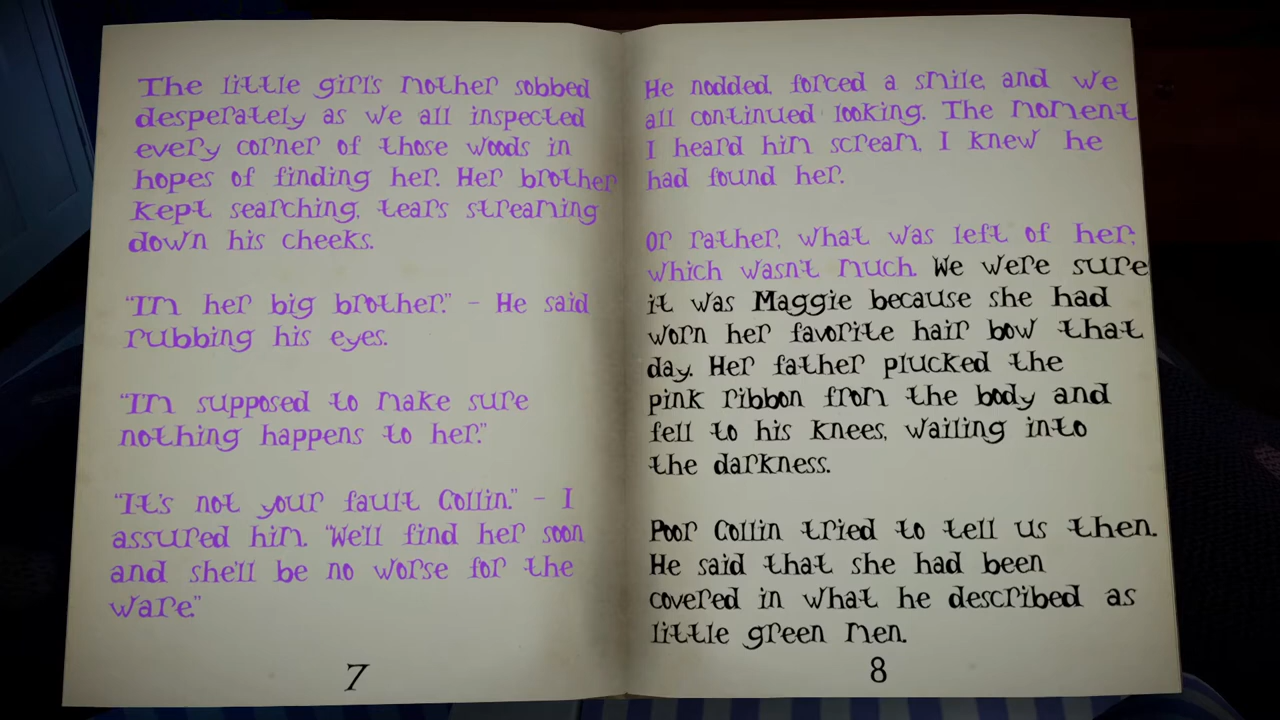 The little girl's mother sobbed
desperately as we all inspected
every corner of those woods in
hopes of finding her. Her brother
kept searching, tears streaming
down his cheeks.
"I'm her big brother." - He said
rubbing his eyes.
"I'm supposed to make sure
nothing happens to her."
"It's not your fault Collin." - I
assured him. "We'll find her soon
and she'll be no worse for the
ware."
7
He nodded, forced a smile, and we
all continued looking. The moment
I heard him scream, I knew he
had found her.
Or rather, what was left of her;
which wasn't much. We were sure
it was Maggie because she had
worn her favorite hair bow that
day. Her father plucked the
pink ribbon from the body and
fell to his knees, wailing into
the darkness.
Poor Collin tried to tell us then.
He said that she had been
covered in what he described as
little green men.
8